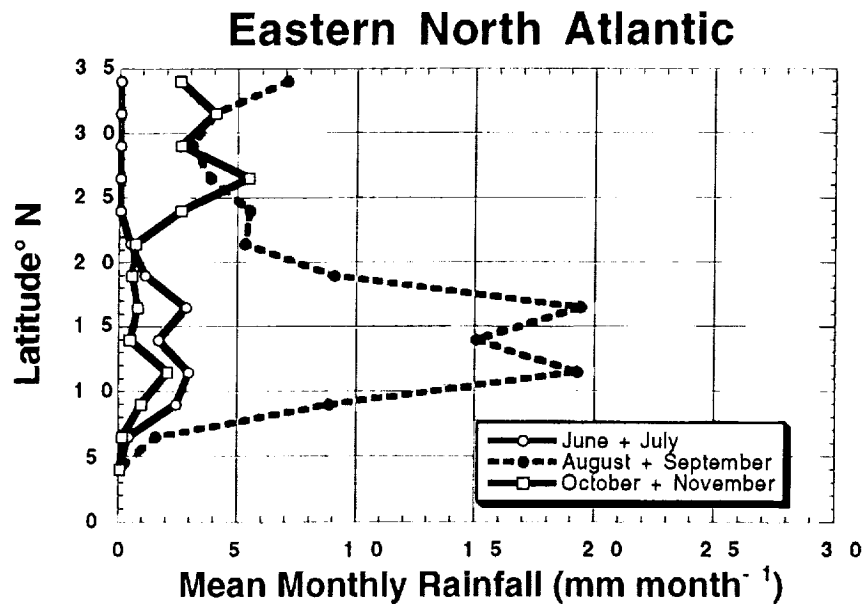 Eastern North Atlantic
35
30
25
20
15
10
5
0
Latitude° N
June + July
August + September
October + November
0 5 10 15 20 25 30
Mean Monthly Rainfall (mm month⁻¹)